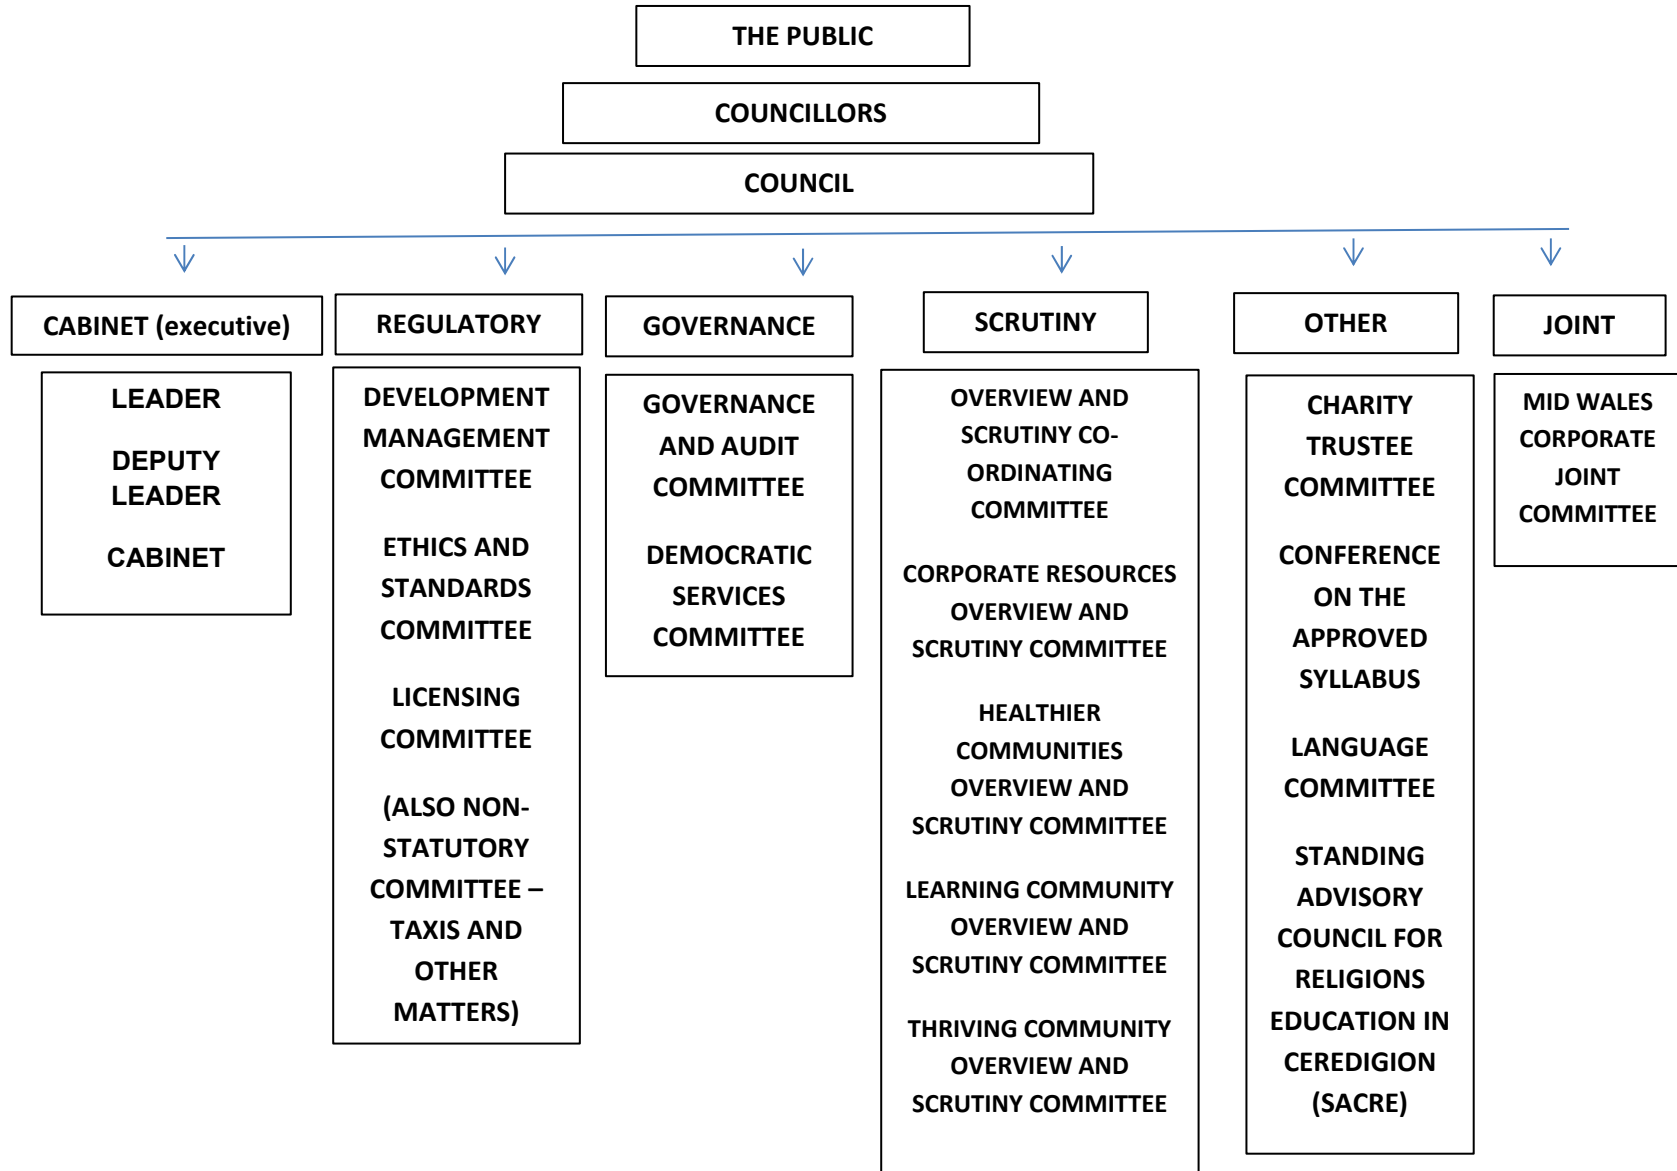 THE PUBLIC
COUNCILLORS
COUNCIL
CABINET (executive)
LEADER
DEPUTY
LEADER
CABINET
REGULATORY
DEVELOPMENT
MANAGEMENT
COMMITTEE
ETHICS AND
STANDARDS
COMMITTEE
LICENSING
COMMITTEE
(ALSO NON-
STATUTORY
COMMITTEE –
TAXIS AND
OTHER
MATTERS)
GOVERNANCE
GOVERNANCE
AND AUDIT
COMMITTEE
DEMOCRATIC
SERVICES
COMMITTEE
SCRUTINY
OVERVIEW AND
SCRUTINY CO-
ORDINATING
COMMITTEE
CORPORATE RESOURCES
OVERVIEW AND
SCRUTINY COMMITTEE
HEALTHIER
COMMUNITIES
OVERVIEW AND
SCRUTINY COMMITTEE
LEARNING COMMUNITY
OVERVIEW AND
SCRUTINY COMMITTEE
THRIVING COMMUNITY
OVERVIEW AND
SCRUTINY COMMITTEE
OTHER
CHARITY
TRUSTEE
COMMITTEE
CONFERENCE
ON THE
APPROVED
SYLLABUS
LANGUAGE
COMMITTEE
STANDING
ADVISORY
COUNCIL FOR
RELIGIONS
EDUCATION IN
CEREDIGION
(SACRE)
JOINT
MID WALES
CORPORATE
JOINT
COMMITTEE